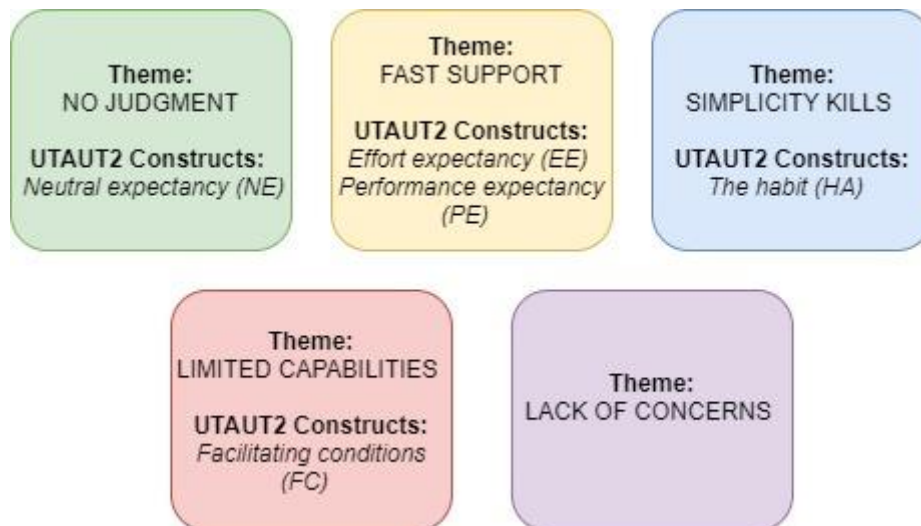 Theme:
NO JUDGMENT
UTAUT2 Constructs:
Neutral expectancy (NE)
Theme:
FAST SUPPORT
UTAUT2 Constructs:
Effort expectancy (EE)
Performance expectancy
(PE)
Theme:
SIMPLICITY KILLS
UTAUT2 Constructs:
The habit (HA)
Theme:
LIMITED CAPABILITIES
UTAUT2 Constructs:
Facilitating conditions
(FC)
Theme:
LACK OF CONCERNS